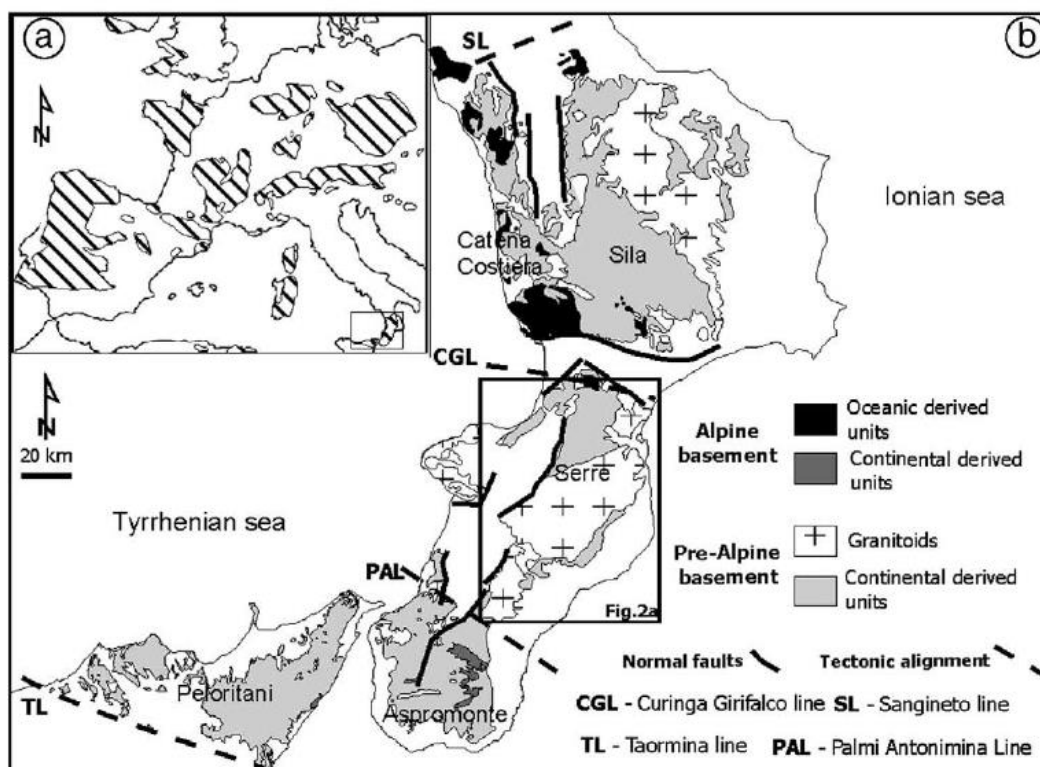 a
b
N
SL
Ionian sea
Catena
Costiera
Sila
CGL
N
20 km
Tyrrhenian sea
Serre
PAL
Fig.2a
Peloritani
TL
Aspromonte
Alpine
basement
Oceanic derived
units
Continental derived
units
Pre-Alpine
basement
Granitoids
Continental derived
units
Normal faults
Tectonic alignment
CGL - Curinga Girifalco line SL - Sangineto line
TL - Taormina line PAL - Palmi Antonimina Line